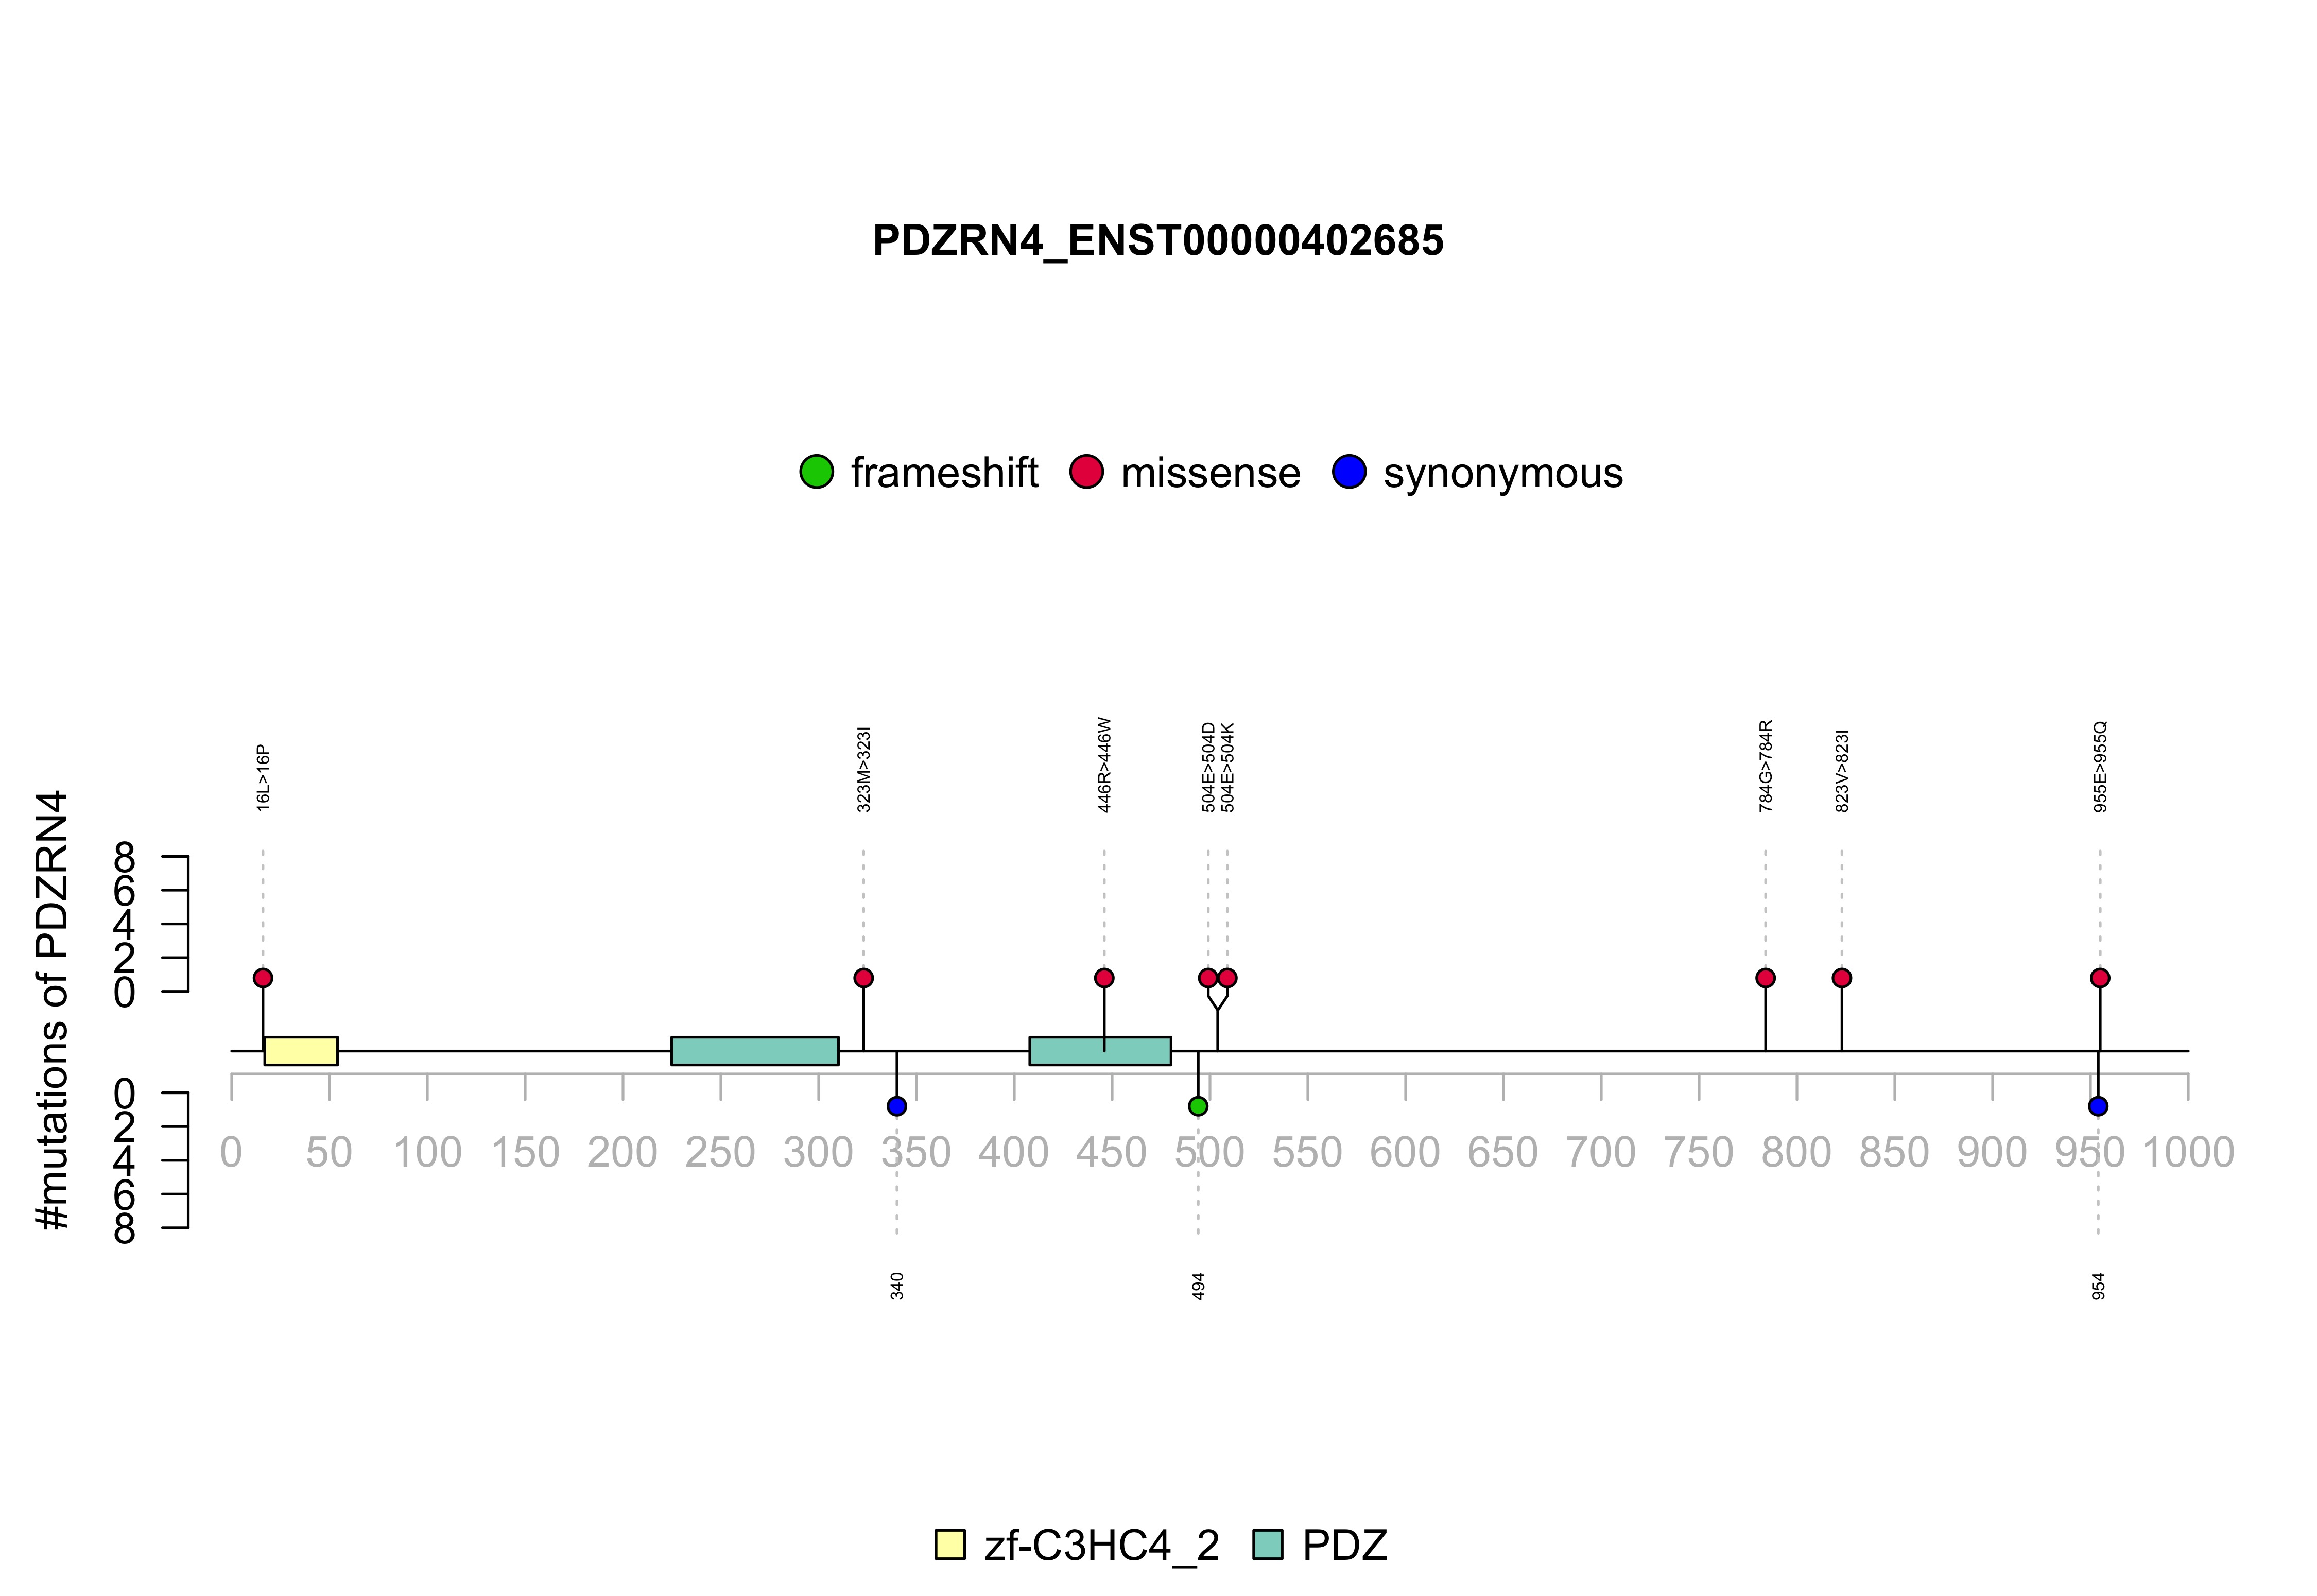 PDZRN4_ENST00000402685
frameshift missense synonymous
16L>16P 323M>323I 446R>446W 504E>504D 504E>504K 784G>784R 823V>823I 955E>955Q
#mutations of PDZRN4
8
6
4
2
0
0
2
4
6
8
0 50 100 150 200 250 300 350 400 450 500 550 600 650 700 750 800 850 900 950 1000
340 494 954
zf-C3HC4_2 PDZ